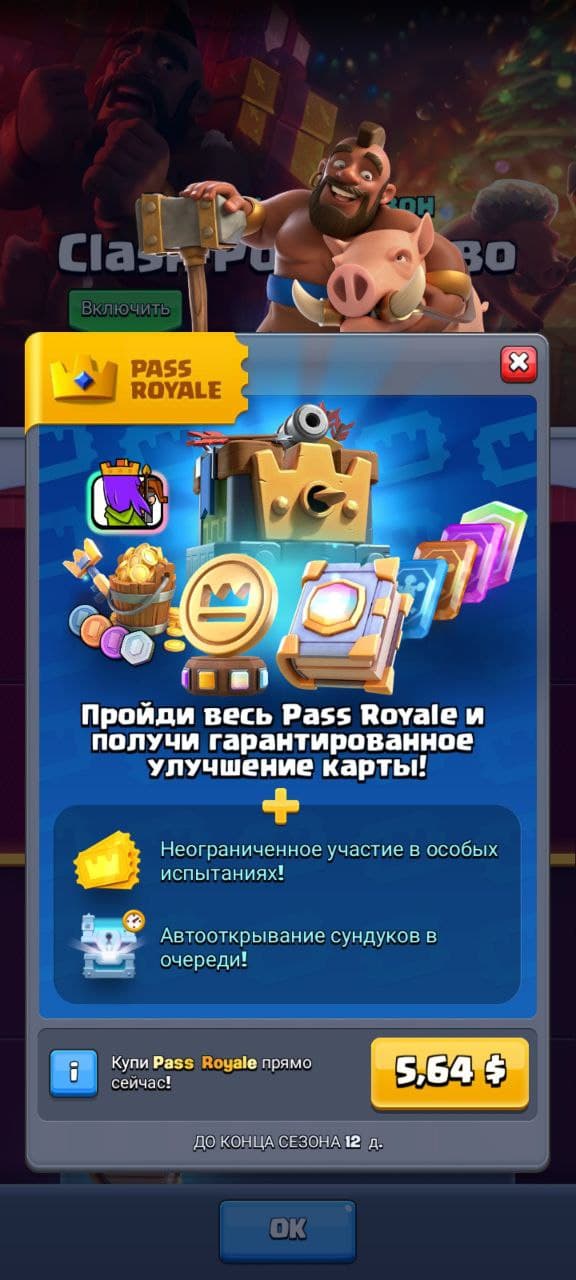 Включить
PASS
ROYALE
Пройди весь Pass Royale и
получи гарантированное
улучшение карты!
Неограниченное участие в особых
испытаниях!
Автооткрывание сундуков в
очереди!
Купи Pass Royale прямо
сейчас!
5,64 $
ДО КОНЦА СЕЗОНА 12 д.
OK